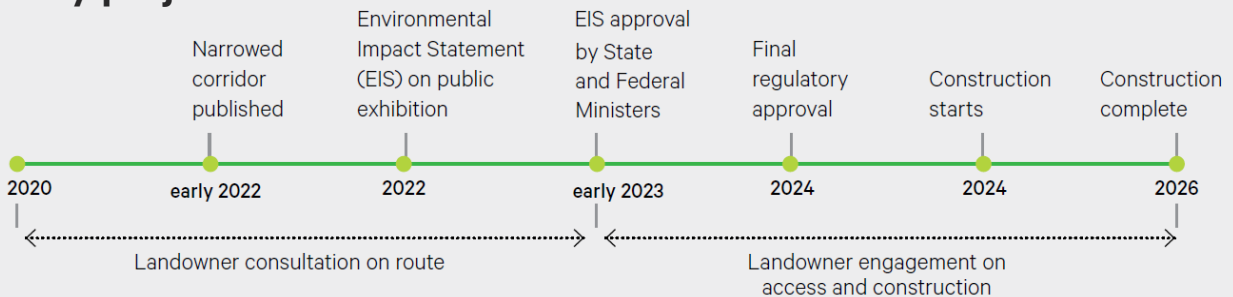 Narrowed
corridor
published
Environmental
Impact Statement
(EIS) on public
exhibition
EIS approval
by State
and Federal
Ministers
Final
regulatory
approval
Construction
starts
Construction
complete
2020
early 2022
2022
early 2023
2024
2024
2026
Landowner consultation on route
Landowner engagement on
access and construction